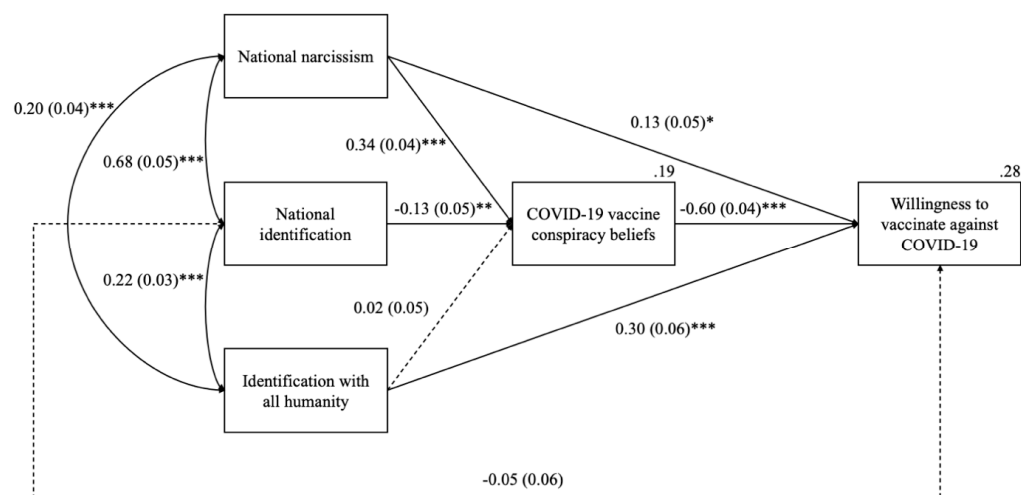 National narcissism
0.20 (0.04)***
0.13 (0.05)*
0.34 (0.04)***
0.68 (0.05)***
.19
.28
National
identification
-0.13 (0.05)**
COVID-19 vaccine
conspiracy beliefs
-0.60 (0.04)***
Willingness to
vaccinate against
COVID-19
0.22 (0.03)***
0.02 (0.05)
0.30 (0.06)***
Identification with
all humanity
-0.05 (0.06)